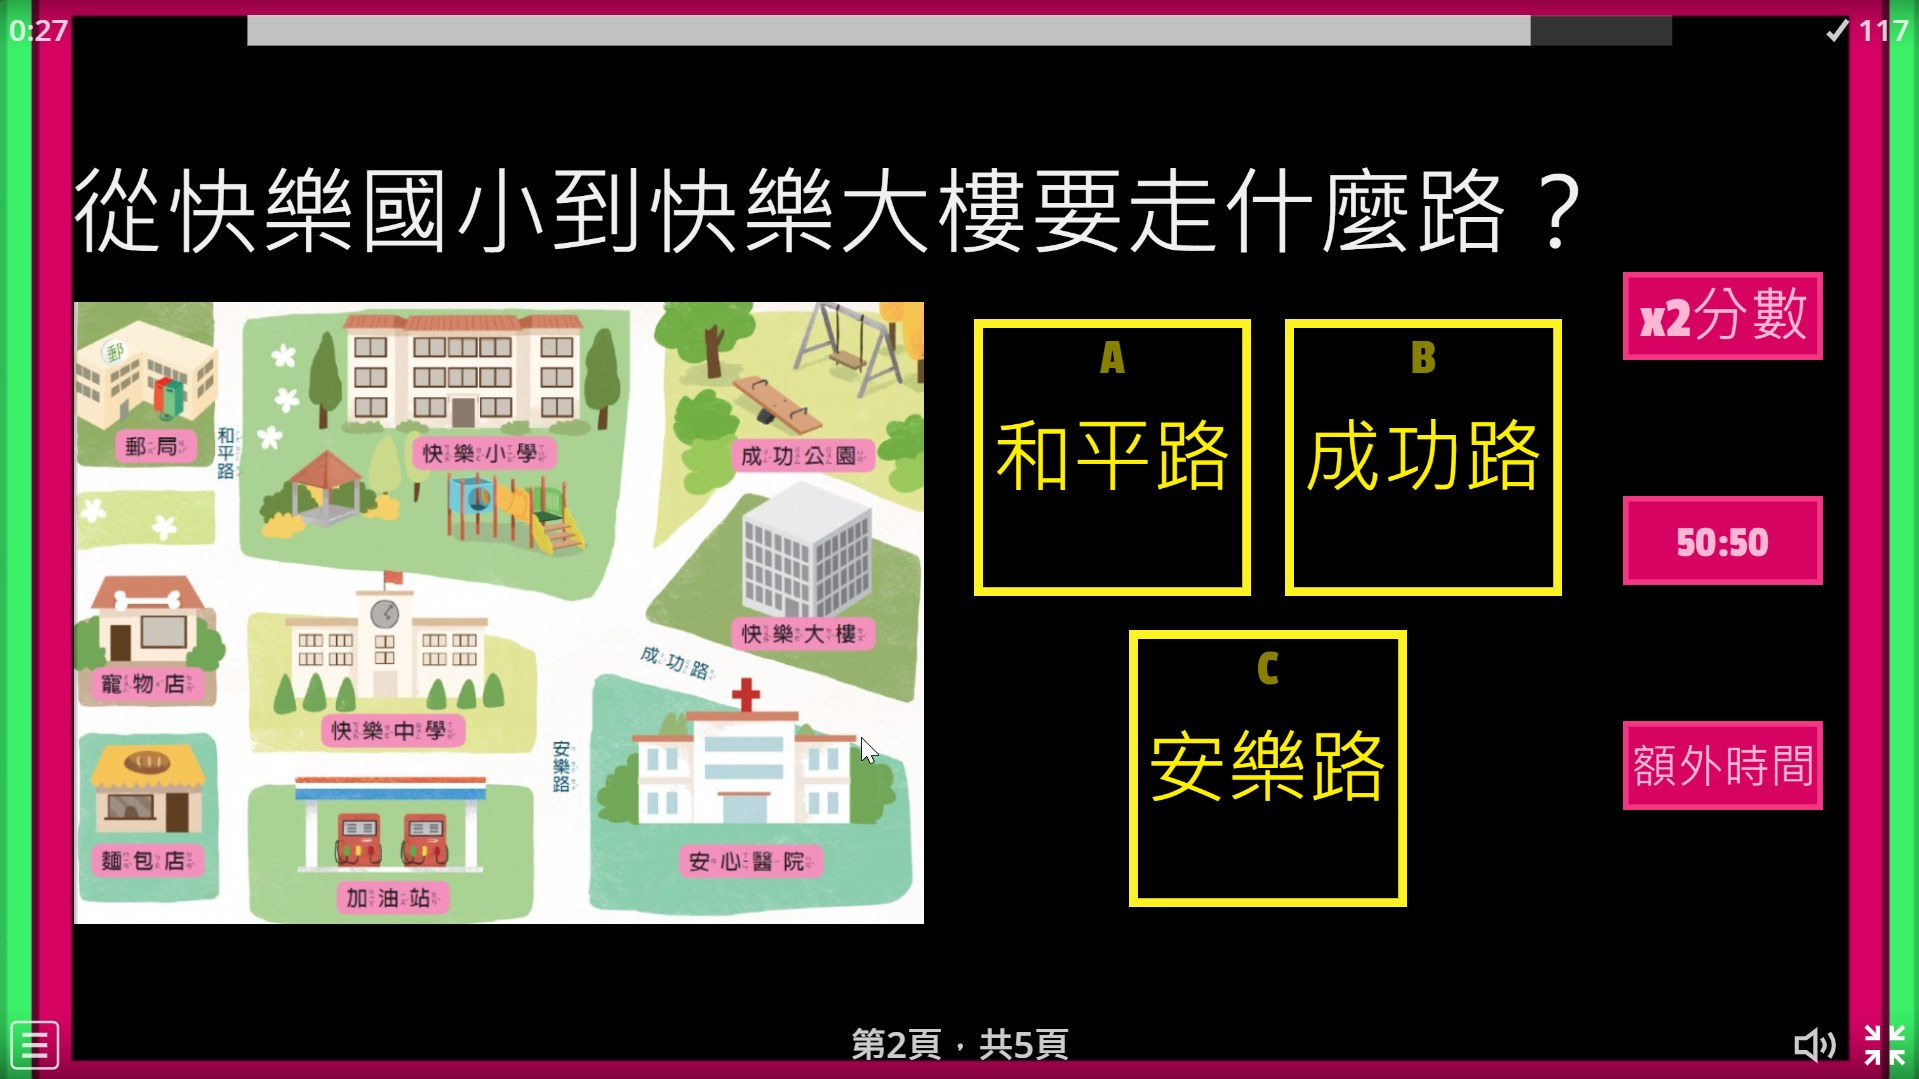 0:27
117
從快樂國小到快樂大樓要走什麼路？
郵
郵局
和平路
快樂小學
成功公園
快樂大樓
成功路
寵物店
快樂中學
安樂路
麵包店
加油站
安心醫院
A
和平路
B
成功路
C
安樂路
x2分數
50:50
額外時間
第2頁，共5頁